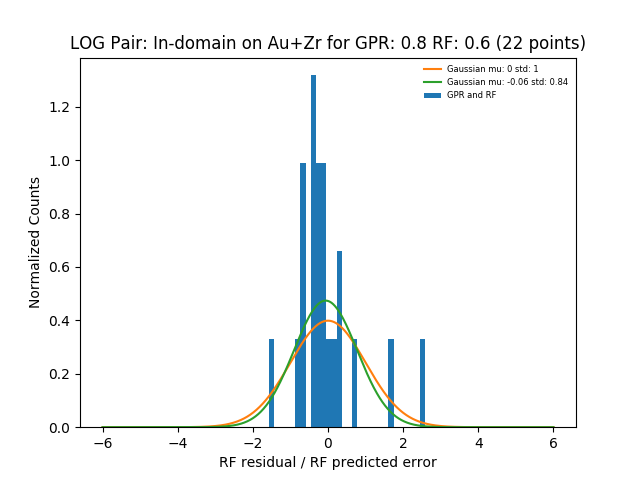 LOG Pair: In-domain on Au+Zr for GPR: 0.8 RF: 0.6 (22 points)
Gaussian mu: 0 std: 1
Gaussian mu: -0.06 std: 0.84
GPR and RF
Normalized Counts
1.2
1.0
0.8
0.6
0.4
0.2
0.0
−6 −4 −2 0 2 4 6
RF residual / RF predicted error